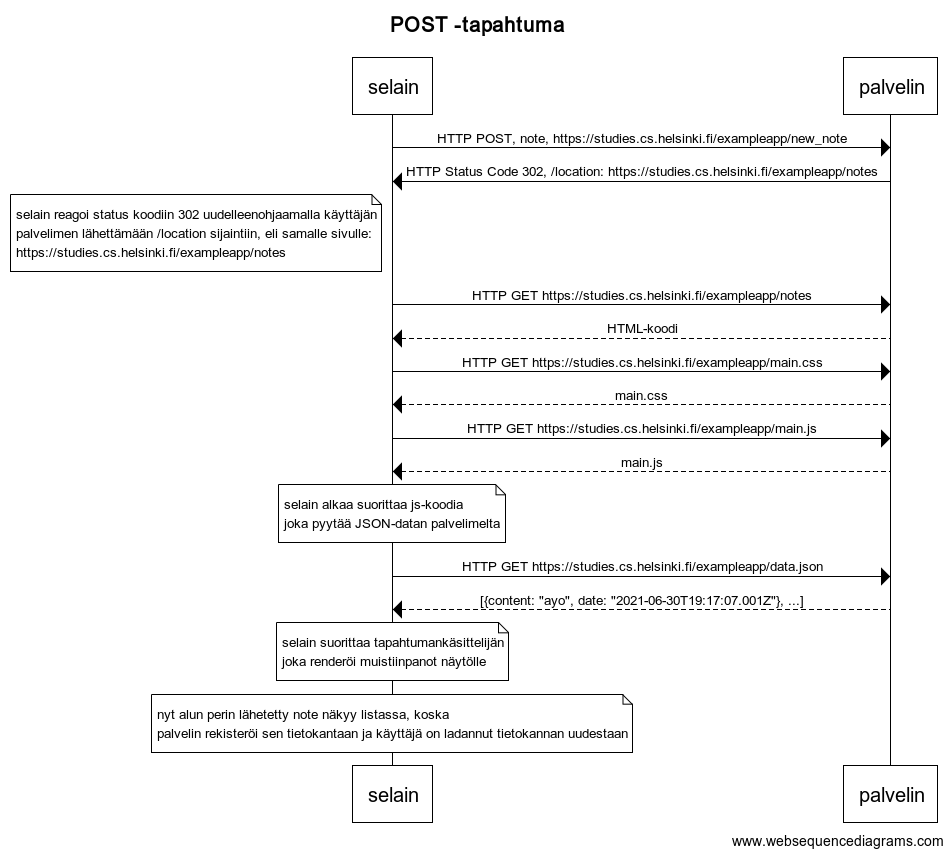 POST -tapahtuma
selain
palvelin
HTTP POST, note, https://studies.cs.helsinki.fi/exampleapp/new_note
HTTP Status Code 302, /location: https://studies.cs.helsinki.fi/exampleapp/notes
selain reagoi status koodiin 302 uudelleenohjaamalla käyttäjän
palvelimen lähettämään /location sijaintiin, eli samalle sivulle:
https://studies.cs.helsinki.fi/exampleapp/notes
HTTP GET https://studies.cs.helsinki.fi/exampleapp/notes
HTML-koodi
HTTP GET https://studies.cs.helsinki.fi/exampleapp/main.css
main.css
HTTP GET https://studies.cs.helsinki.fi/exampleapp/main.js
main.js
selain alkaa suorittaa js-koodia
joka pyytää JSON-datan palvelimelta
HTTP GET https://studies.cs.helsinki.fi/exampleapp/data.json
[{content: "ayo", date: "2021-06-30T19:17:07.001Z"}, ...]
selain suorittaa tapahtumankäsittelijän
joka renderöi muistiinpanot näytölle
nyt alun perin lähetetty note näkyy listassa, koska
palvelin rekisteröi sen tietokantaan ja käyttäjä on ladannut tietokannan uudestaan
selain
palvelin
www.websequencediagrams.com